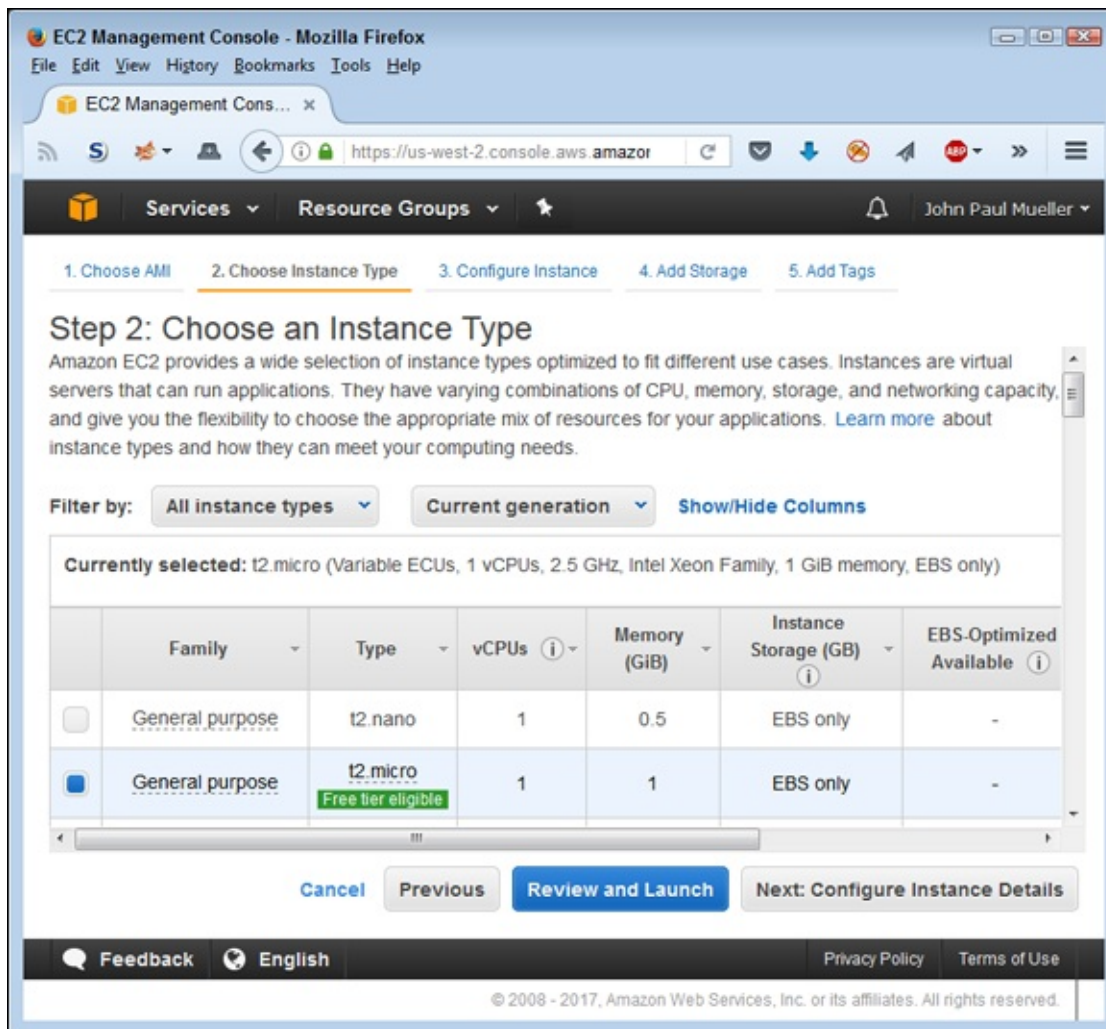 EC2 Management Console - Mozilla Firefox
File Edit View History Bookmarks Tools Help
EC2 Management Cons... ×
S https://us-west-2.console.aws.amazor ABP
Services Resource Groups John Paul Mueller
1. Choose AMI 2. Choose Instance Type 3. Configure Instance 4. Add Storage 5. Add Tags
Step 2: Choose an Instance Type
Amazon EC2 provides a wide selection of instance types optimized to fit different use cases. Instances are virtual
servers that can run applications. They have varying combinations of CPU, memory, storage, and networking capacity,
and give you the flexibility to choose the appropriate mix of resources for your applications. Learn more about
instance types and how they can meet your computing needs.
Filter by: All instance types Current generation Show/Hide Columns
Currently selected: t2.micro (Variable ECUs, 1 vCPUs, 2.5 GHz, Intel Xeon Family, 1 GiB memory, EBS only)
Family Type vCPUs Memory (GiB) Instance Storage (GB) EBS-Optimized Available
General purpose t2.nano 1 0.5 EBS only -
General purpose t2.micro Free tier eligible 1 1 EBS only -
Cancel Previous Review and Launch Next: Configure Instance Details
Feedback English Privacy Policy Terms of Use
© 2008 - 2017, Amazon Web Services, Inc. or its affiliates. All rights reserved.